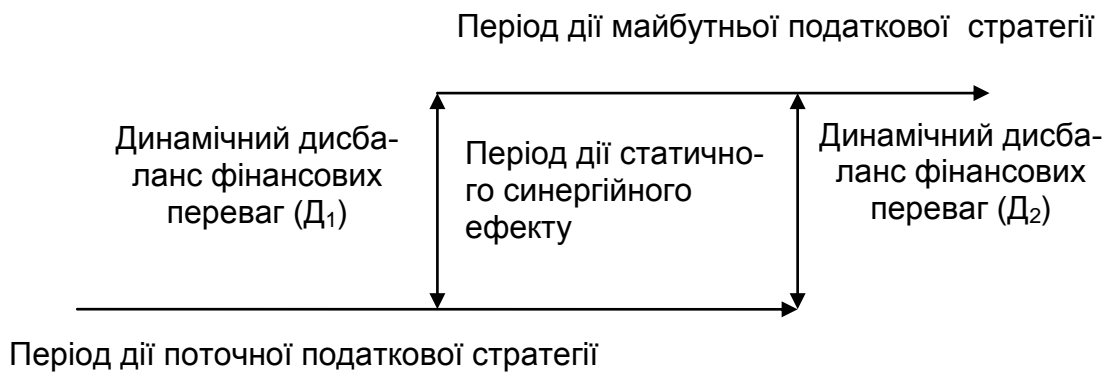 Період дії майбутньої податкової стратегії
Динамічний дисба-
ланс фінансових
переваг (Д₁)
Період дії статично-
го синергійного
ефекту
Динамічний дисба-
ланс фінансових
переваг (Д₂)
Період дії поточної податкової стратегії